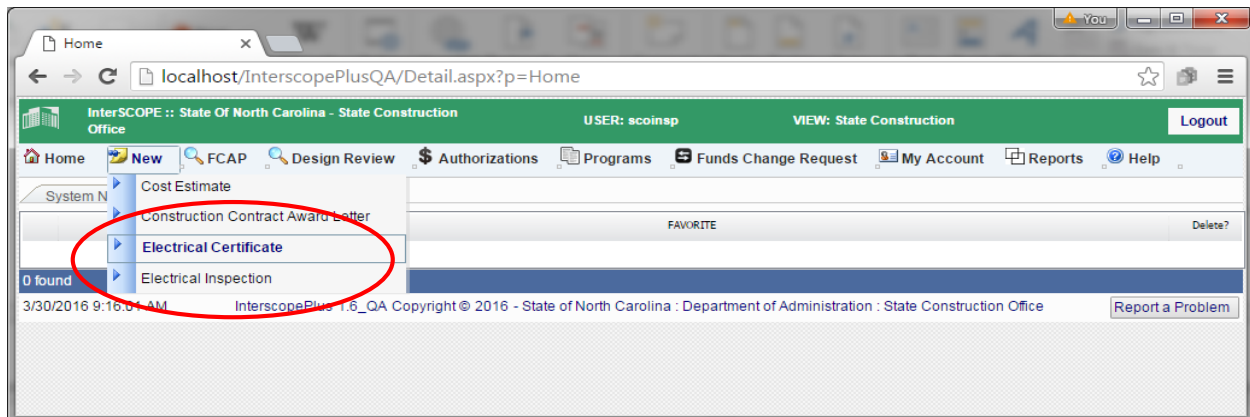 You
Home
localhost/InterscopePlusQA/Detail.aspx?p=Home
InterSCOPE :: State Of North Carolina - State Construction Office USER: scoinsp VIEW: State Construction Logout
Home New FCAP Design Review $ Authorizations Programs Funds Change Request My Account Reports Help
System N
Cost Estimate
Construction Contract Award Letter
FAVORITE Delete?
Electrical Certificate
Electrical Inspection
0 found
3/30/2016 9:16:01 AM InterscopePlus 1.6_QA Copyright © 2016 - State of North Carolina : Department of Administration : State Construction Office Report a Problem